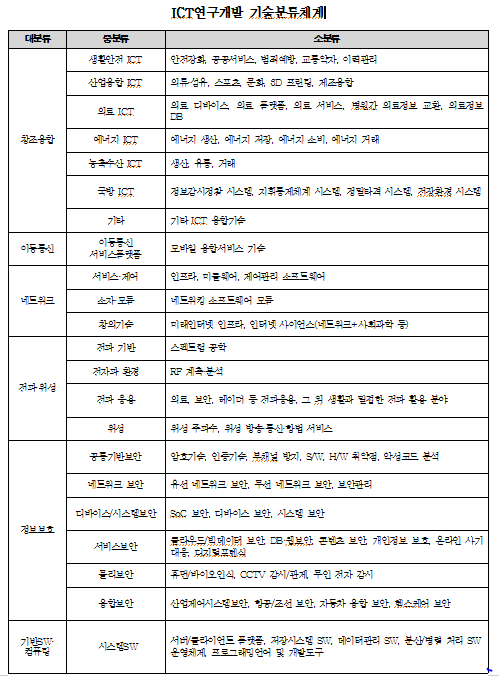 ICT연구개발 기술분류체계
대분류 중분류 소분류
창조융합
생활안전 ICT 안전강화, 공공서비스, 범죄예방, 교통약자, 이력관리
산업융합 ICT 의류·섬유, 스포츠, 문화, 3D 프린팅, 제조융합
의료 ICT 의료 디바이스, 의료 플랫폼, 의료 서비스, 병원간 의료정보 교환, 의료정보
DB
에너지 ICT 에너지 생산, 에너지 저장, 에너지 소비, 에너지 거래
농축수산 ICT 생산, 유통, 거래
국방 ICT 정보감시정찰 시스템, 지휘통제체계 시스템, 정밀타격 시스템, 전장환경 시스템
기타 기타 ICT 융합기술
이동통신
이동통신
서비스플랫폼
모바일 융합서비스 기술
네트워크
서비스·제어 인프라, 미들웨어, 제어관리 소프트웨어
소자·모듈 네트워킹 소프트웨어 모듈
창의기술 미래인터넷 인프라, 인터넷 사이언스(네트워크+사회과학 등)
전파·위성
전파 기반 스펙트럼 공학
전자파 환경 RF 계측·분석
전파 응용 의료, 보안, 레이더 등 전파응용, 그 외 생활과 밀접한 전파 활용 분야
위성 위성 주파수, 위성 방송·통신·항법 서비스
정보보호
공통기반보안 암호기술, 인증기술, 부채널 방지, S/W, H/W 취약점, 악성코드 분석
네트워크 보안 유선 네트워크 보안, 무선 네트워크 보안, 보안관리
디바이스/시스템보안 SoC 보안, 디바이스 보안, 시스템 보안
서비스보안 클라우드/빅데이터 보안, DB·웹보안, 콘텐츠 보안, 개인정보 보호, 온라인 사기
대응, 디지털포렌식
물리보안 휴먼/바이오인식, CCTV 감시/관제, 무인 전자 감시
융합보안 산업제어시스템보안, 항공/조선 보안, 자동차 융합 보안, 헬스케어 보안
기반SW·
컴퓨팅
시스템SW
서버/클라이언트 플랫폼, 저장시스템 SW, 데이터관리 SW, 분산/병렬 처리 SW
운영체제, 프로그래밍언어 및 개발도구